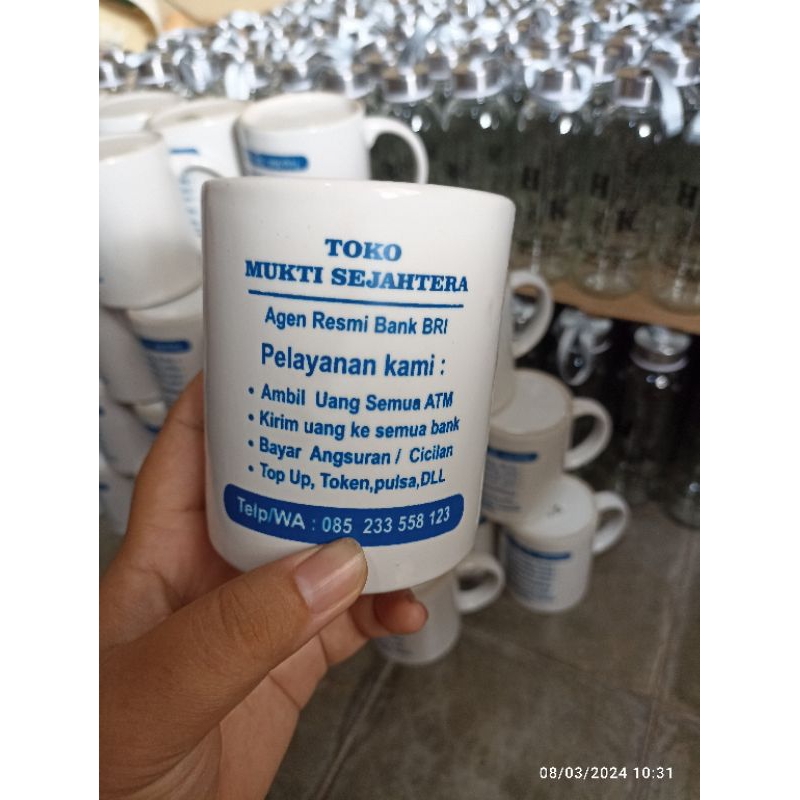 TOKO
MUKTI SEJAHTERA
Agen Resmi Bank BRI
Pelayanan kami :
• Ambil Uang Semua ATM
• Kirim uang ke semua bank
• Bayar Angsuran / Cicilan
• Top Up, Token,pulsa,DLL
Telp/WA : 085 233 558 123
H
K
H
K
H
K
08/03/2024 10:31